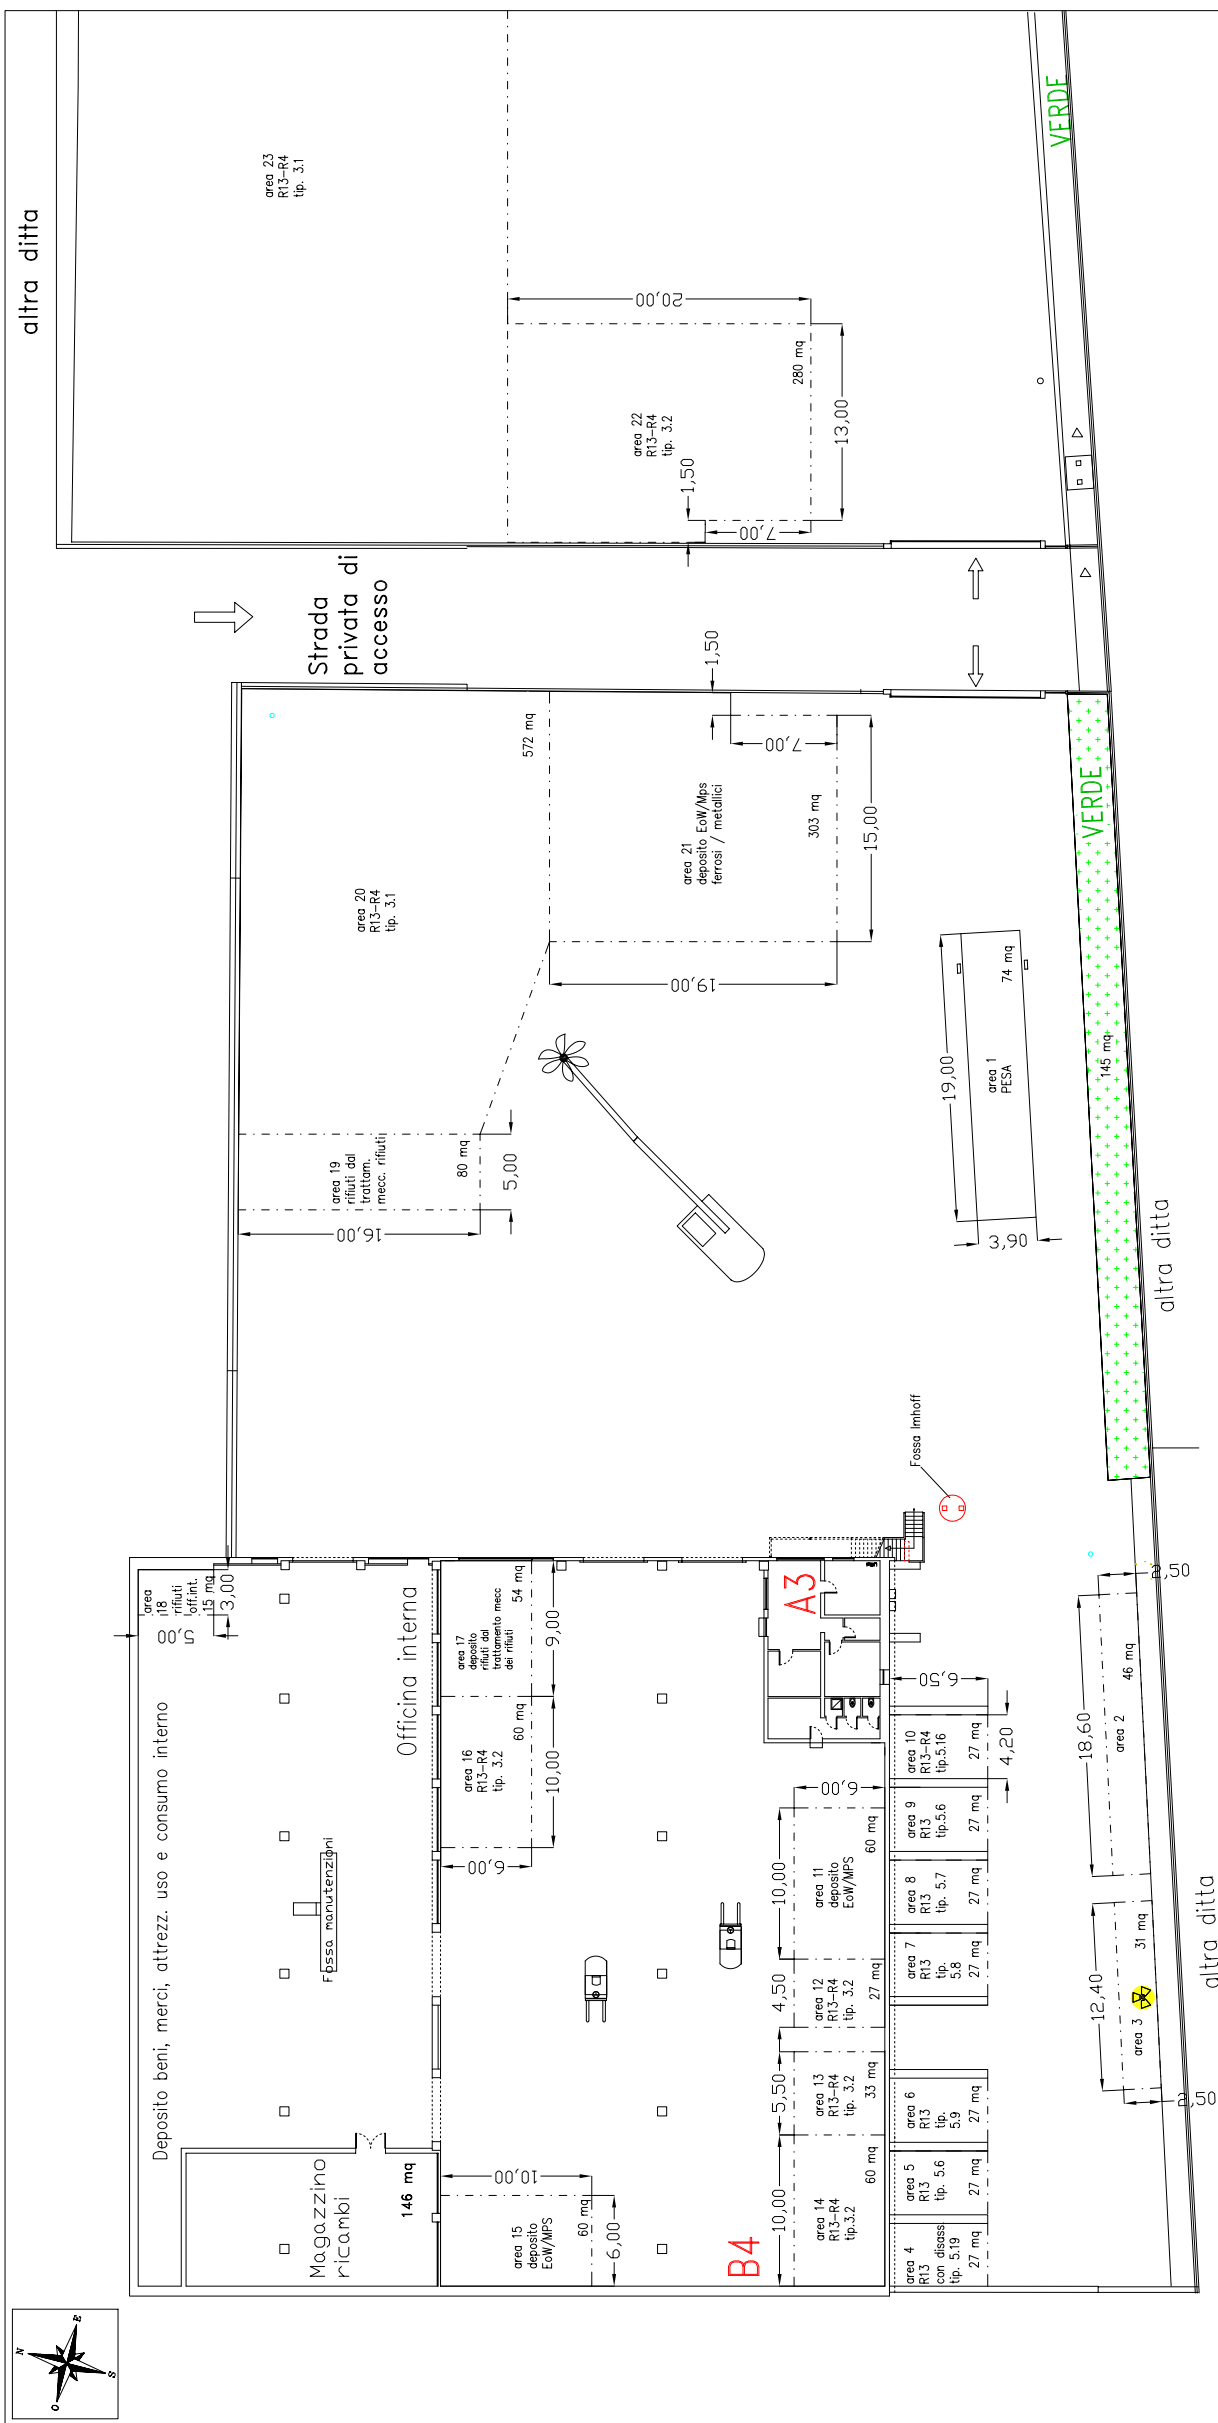 altra ditta
area 23
R13-R4
tip. 3.1
VERDE
20,00
280 mq
area 22
R13-R4
tip. 3.2
13,00
1,50
7,00
Strada
privata di
accesso
1,50
572 mq
7,00
area 21
deposito EoW/Mps
ferrosi / metallici
303 mq
15,00
VERDE
area 20
R13-R4
tip. 3.1
19,00
74 mq
area 1
PESA
19,00
3,90
145 mq
area 19
rifiuti dal
trattam.
mecc. rifiuti
80 mq
5,00
16,00
altra ditta
Fossa Imhoff
area
18
rifiuti
off.int.
15 mq
3,00
5,00
Officina interna
area 17
deposito
rifiuti dal
trattamento mecc
dei rifiuti
54 mq
9,00
A3
2,50
6,50
46 mq
area 2
18,60
Deposito beni, merci, attrezz. uso e consumo interno
area 16
R13-R4
tip. 3.2
60 mq
10,00
6,00
area 10
R13-R4
tip.5.16
27 mq
4,20
6,00
area 9
R13
tip.5.6
27 mq
Fossa manutenzioni
10,00
area 11
deposito
EoW/MPS
60 mq
area 8
R13
tip. 5.7
27 mq
area 7
R13
tip.
5.8
27 mq
31 mq
12,40
area 3
2,50
altra ditta
4,50
area 12
R13-R4
tip. 3.2
27 mq
5,50
area 13
R13-R4
tip. 3.2
33 mq
area 6
R13
tip.
5.9
27 mq
Magazzino
ricambi
146 mq
10,00
area 15
deposito
EoW/MPS
60 mq
6,00
B4
10,00
area 14
R13-R4
tip.3.2
60 mq
area 5
R13
tip. 5.6
27 mq
area 4
R13
con disass.
tip. 5.19
27 mq
N
E
S
O